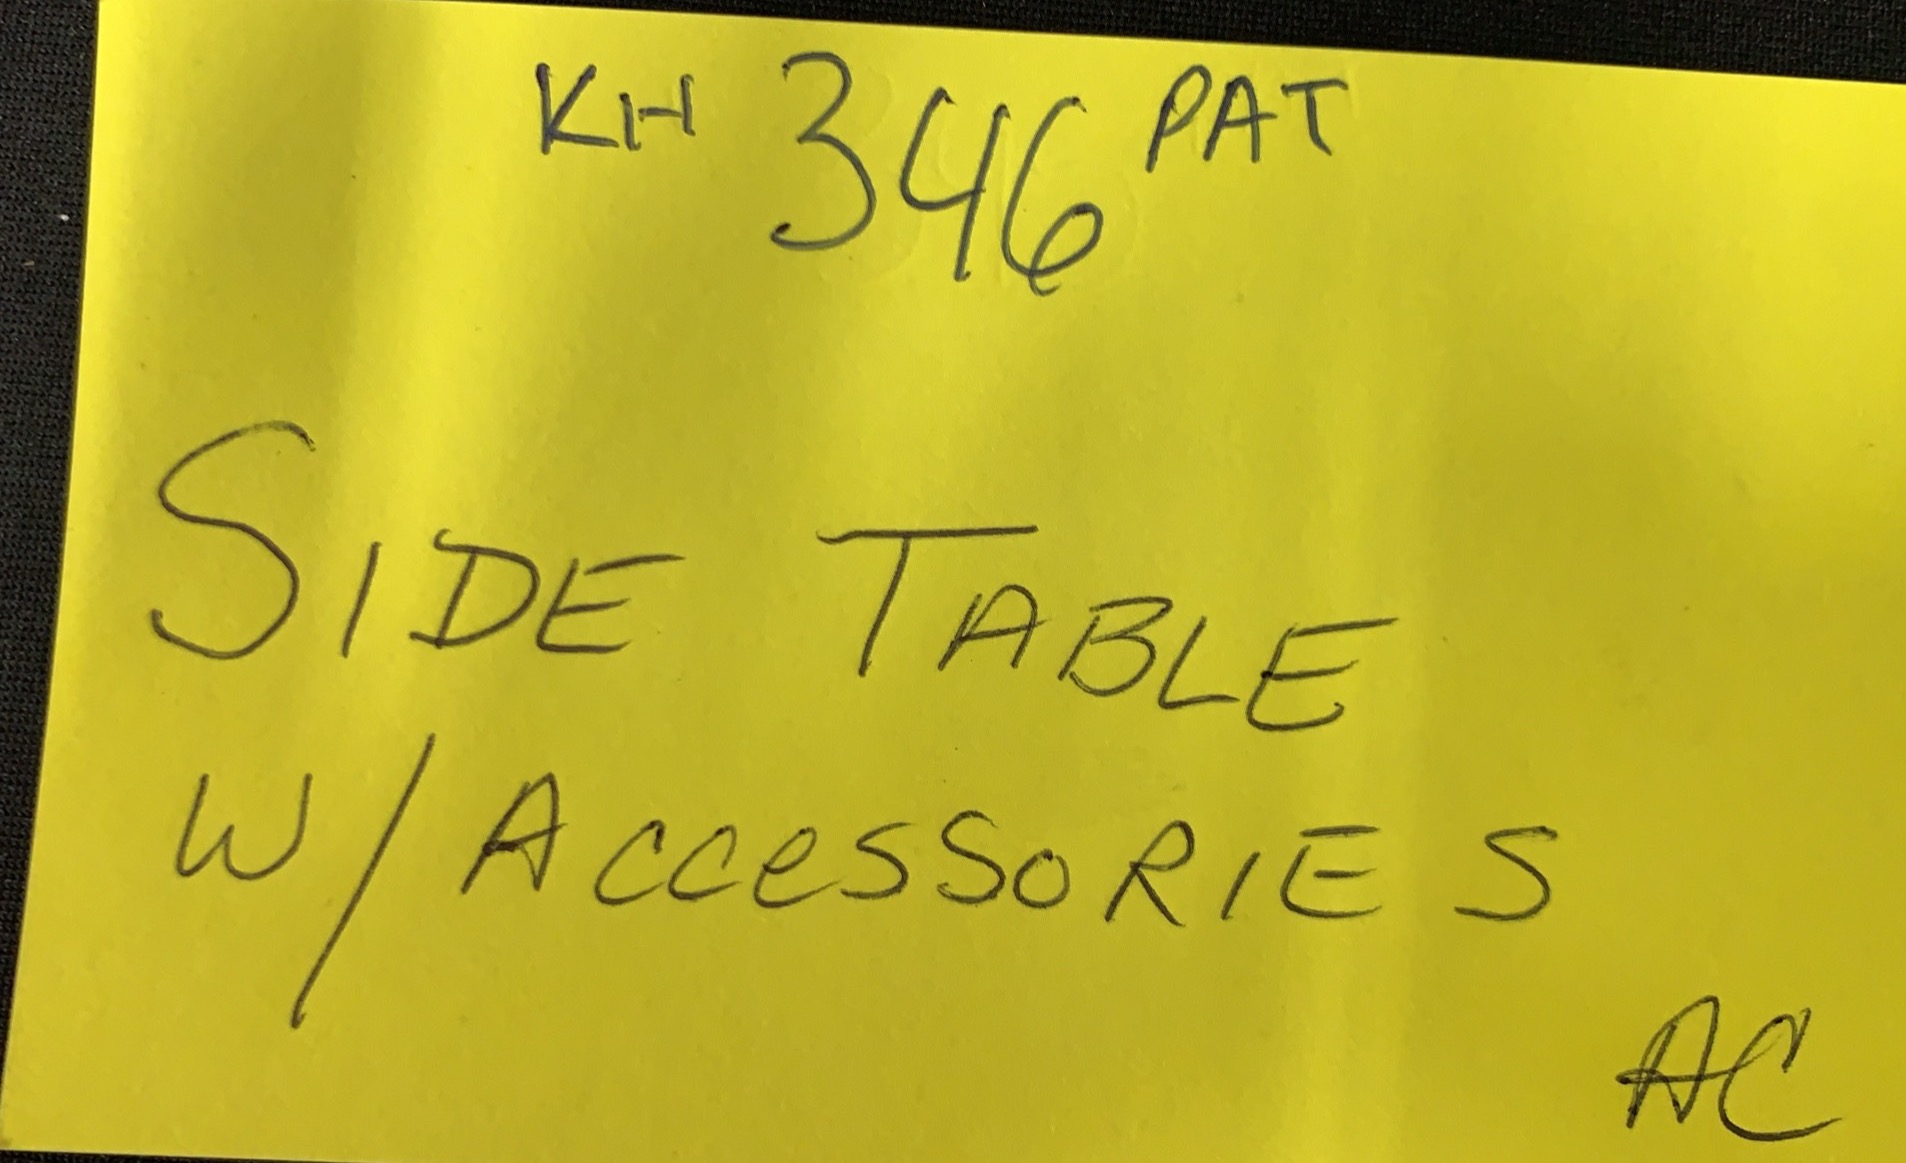 KH 346 PAT
SIDE TABLE
W/ ACCeSSORIES
AC